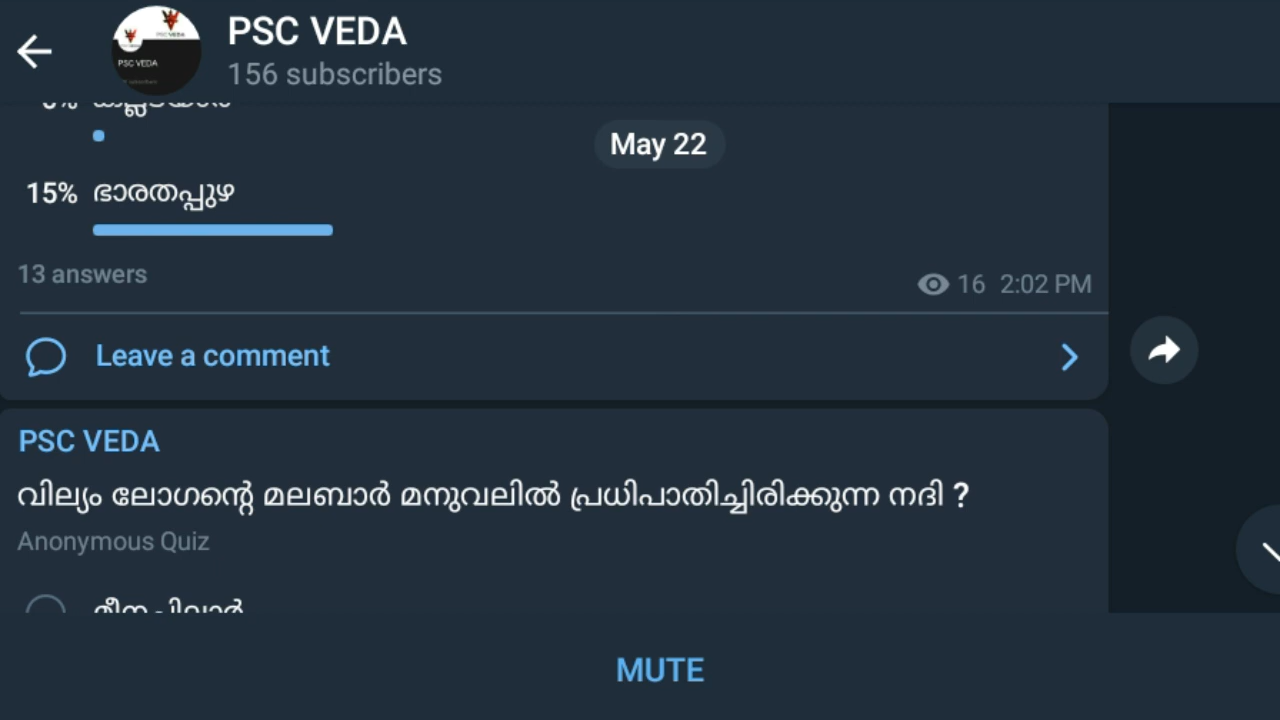 PSC VEDA
156 subscribers
May 22
15% ഭാരതപ്പുഴ
13 answers
16 2:02 PM
Leave a comment
PSC VEDA
വില്യം ലോഗന്റെ മലബാർ മനുവലിൽ പ്രധിപാതിച്ചിരിക്കുന്ന നദി ?
Anonymous Quiz
MUTE